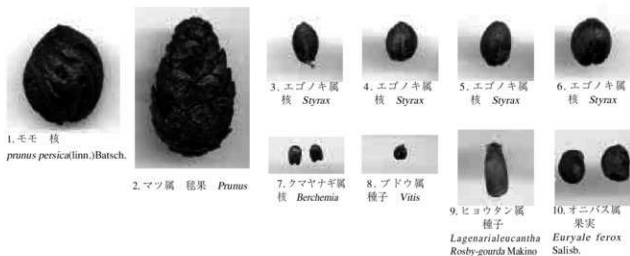 1. モモ 核
prunus persica(linn.)Batsch.
2. マツ属 毬果 Prunus
3. エゴノキ属
核 Styrax
4. エゴノキ属
核 Styrax
5. エゴノキ属
核 Styrax
6. エゴノキ属
核 Styrax
7. クマヤナギ属
核 Berchemia
8. ブドウ属
種子 Vitis
9. ヒョウタン属
種子
Lagenarialeucantha
Rosby-gourda Makino
10. オニバス属
果実
Euryale ferox
Salisb.